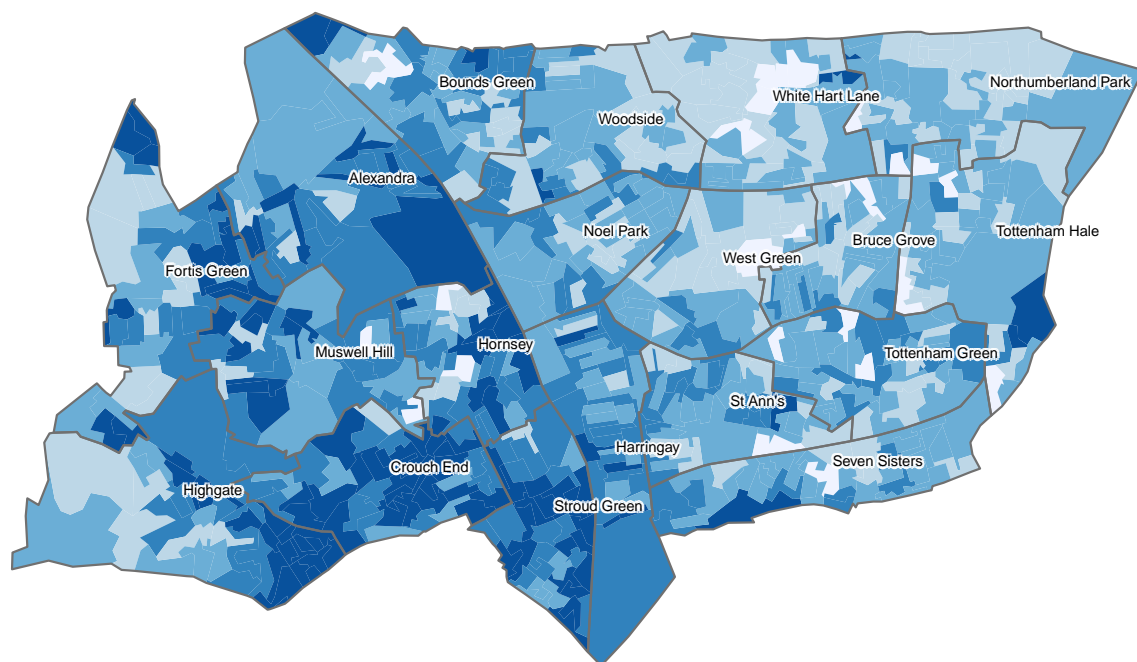 Bounds Green
Northumberland Park
White Hart Lane
Woodside
Alexandra
Noel Park
Tottenham Hale
Bruce Grove
West Green
Fortis Green
Hornsey
Muswell Hill
Tottenham Green
St Ann's
Harringay
Seven Sisters
Crouch End
Highgate
Stroud Green